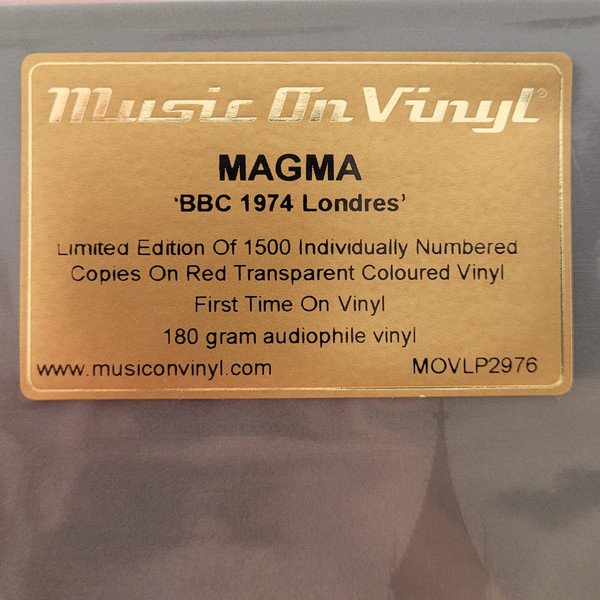 Music On Vinyl®
MAGMA
‘BBC 1974 Londres’
Limited Edition Of 1500 Individually Numbered
Copies On Red Transparent Coloured Vinyl
First Time On Vinyl
180 gram audiophile vinyl
www.musiconvinyl.com MOVLP2976